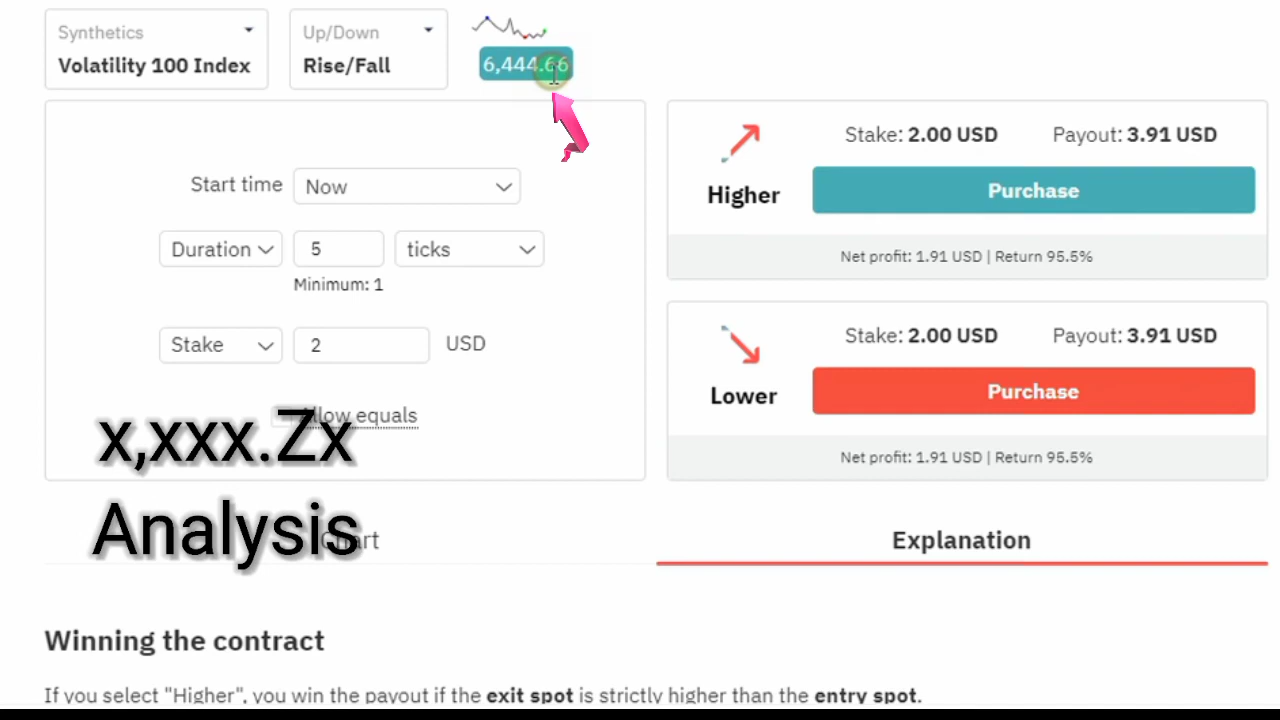 Synthetics
Volatility 100 Index
Up/Down
Rise/Fall
6,444.66
Start time
Now
Duration
5
ticks
Minimum: 1
Stake
2
USD
Allow equals
x,xxx.Zx
Analysis
Higher
Stake: 2.00 USD
Payout: 3.91 USD
Purchase
Net profit: 1.91 USD | Return 95.5%
Lower
Stake: 2.00 USD
Payout: 3.91 USD
Purchase
Net profit: 1.91 USD | Return 95.5%
Chart
Explanation
Winning the contract
If you select "Higher", you win the payout if the exit spot is strictly higher than the entry spot.